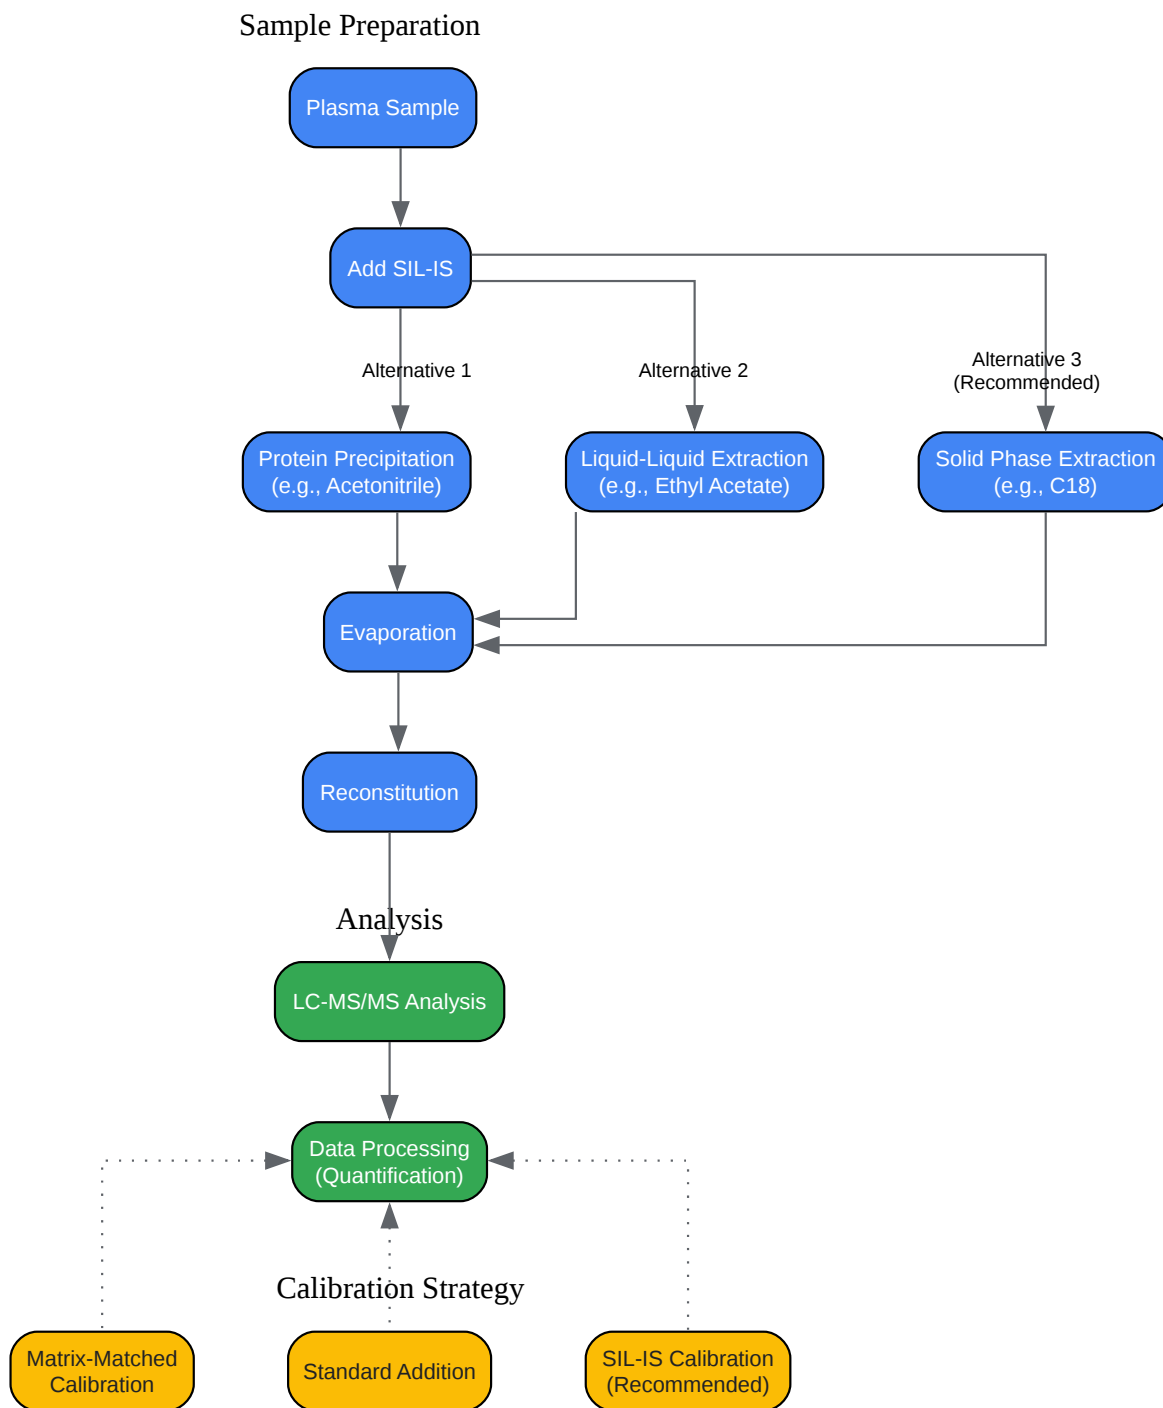 Sample Preparation
Plasma Sample
Add SIL-IS
Alternative 1
Alternative 2
Alternative 3
(Recommended)
Protein Precipitation
(e.g., Acetonitrile)
Liquid-Liquid Extraction
(e.g., Ethyl Acetate)
Solid Phase Extraction
(e.g., C18)
Evaporation
Reconstitution
Analysis
LC-MS/MS Analysis
Data Processing
(Quantification)
Calibration Strategy
Matrix-Matched
Calibration
Standard Addition
SIL-IS Calibration
(Recommended)